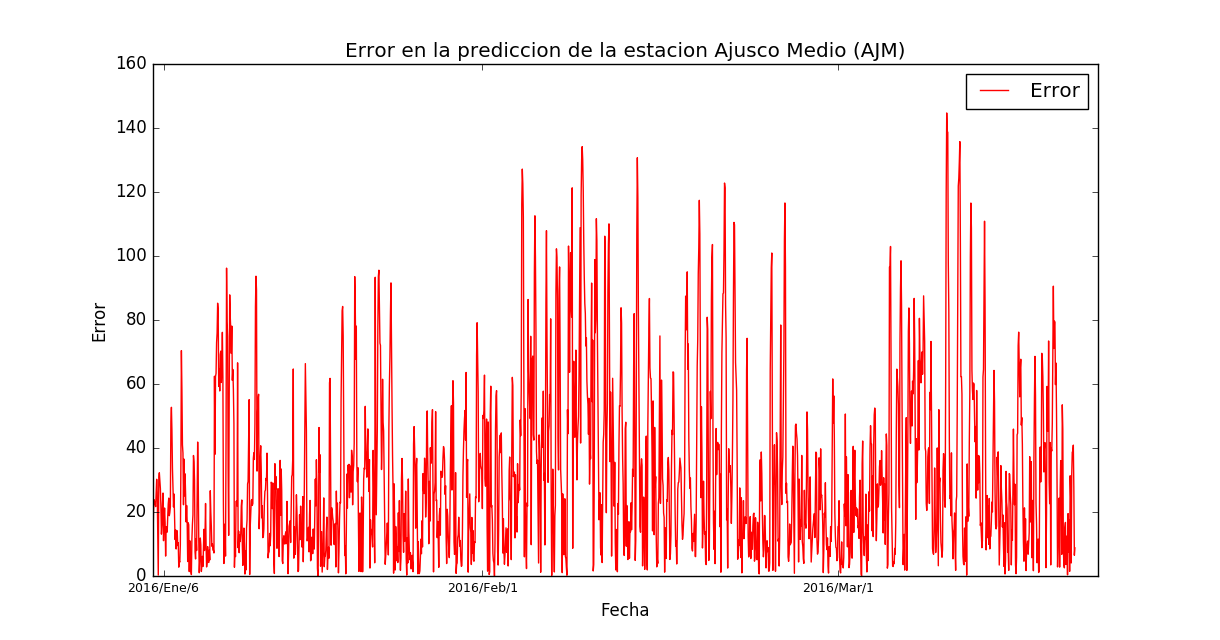 Error en la prediccion de la estacion Ajusco Medio (AJM)
160
Error
140
120
100
80
Error
60
40
20
0
2016/Ene/6
2016/Feb/1
2016/Mar/1
Fecha